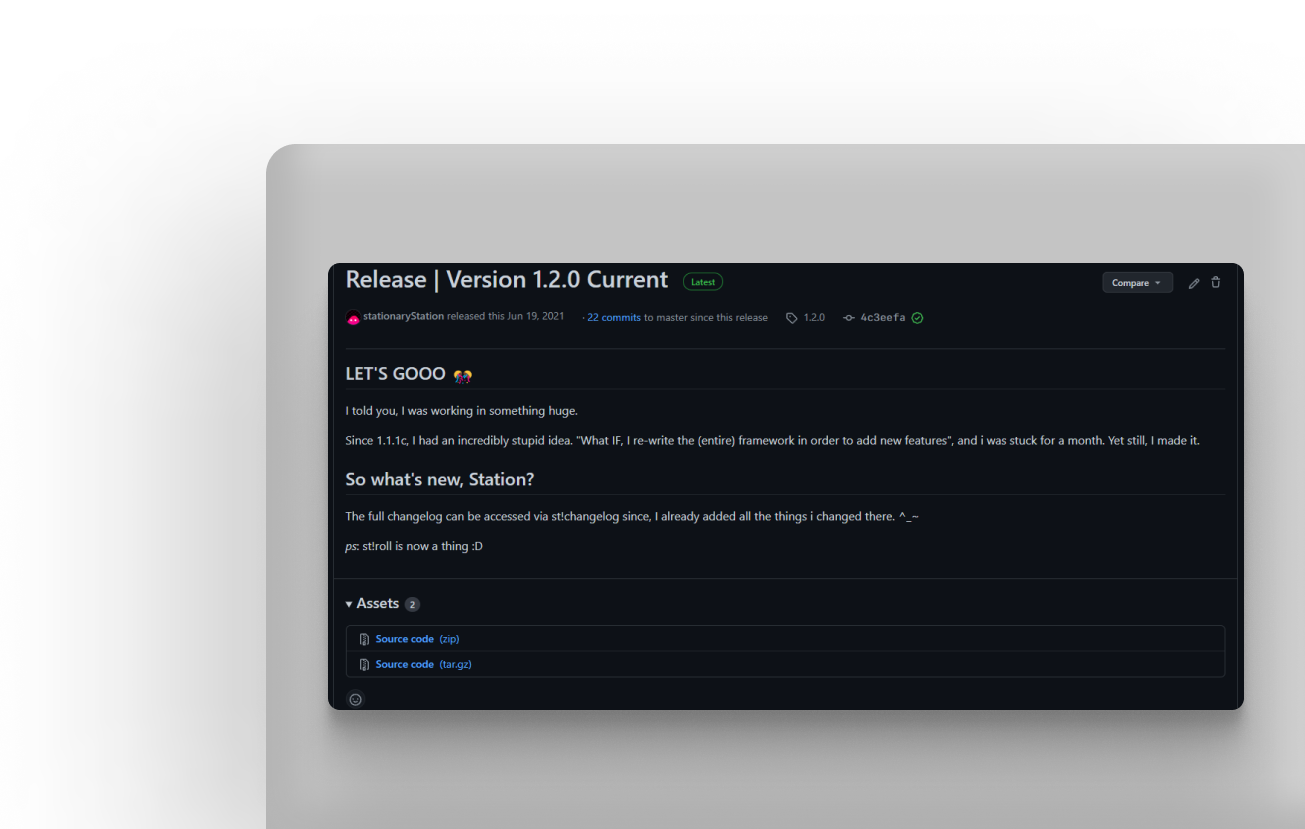 Release | Version 1.2.0 Current Latest Compare
stationaryStation released this Jun 19, 2021 · 22 commits to master since this release 1.2.0 4c3eefa
LET'S GOOO
I told you, I was working in something huge.
Since 1.1.1c, I had an incredibly stupid idea. "What IF, I re-write the (entire) framework in order to add new features", and i was stuck for a month. Yet still, I made it.
So what's new, Station?
The full changelog can be accessed via st!changelog since, I already added all the things i changed there. ^_~
ps: st!roll is now a thing :D
Assets 2
Source code (zip)
Source code (tar.gz)